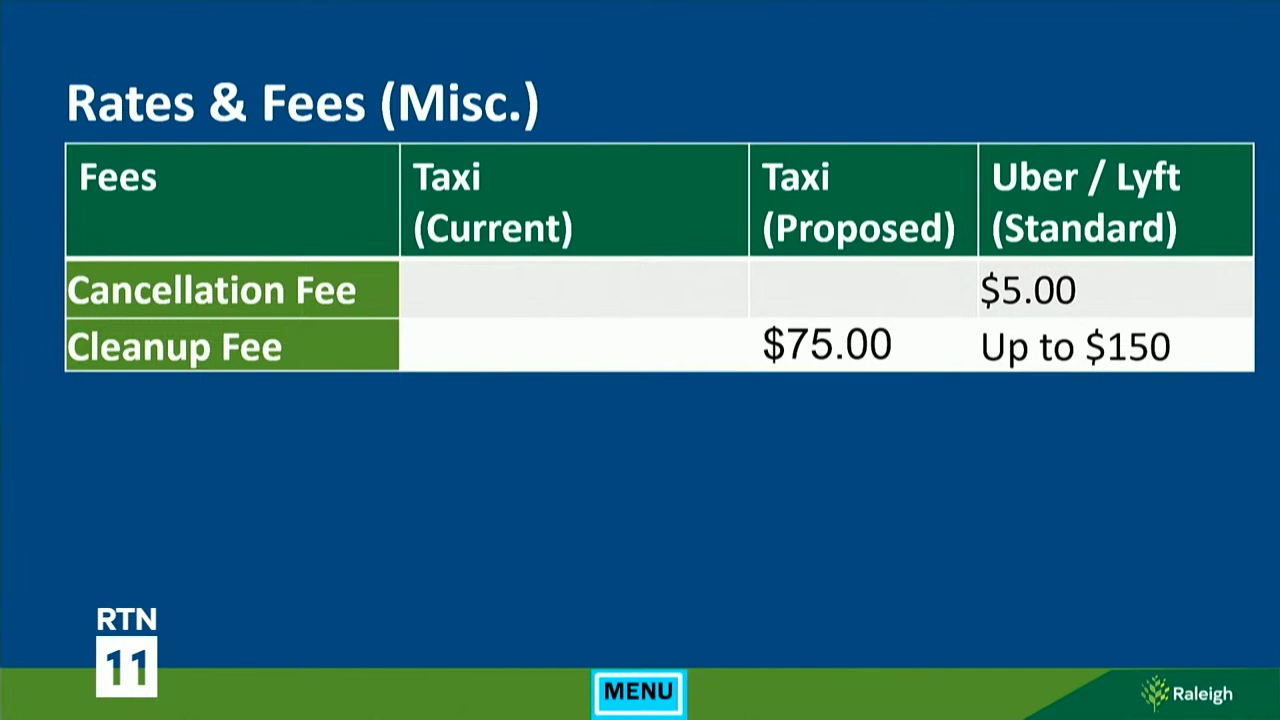 Rates & Fees (Misc.)
Fees
Taxi
(Current)
Taxi
(Proposed)
Uber / Lyft
(Standard)
Cancellation Fee
$5.00
Cleanup Fee
$75.00
Up to $150
RTN
11
MENU
Raleigh